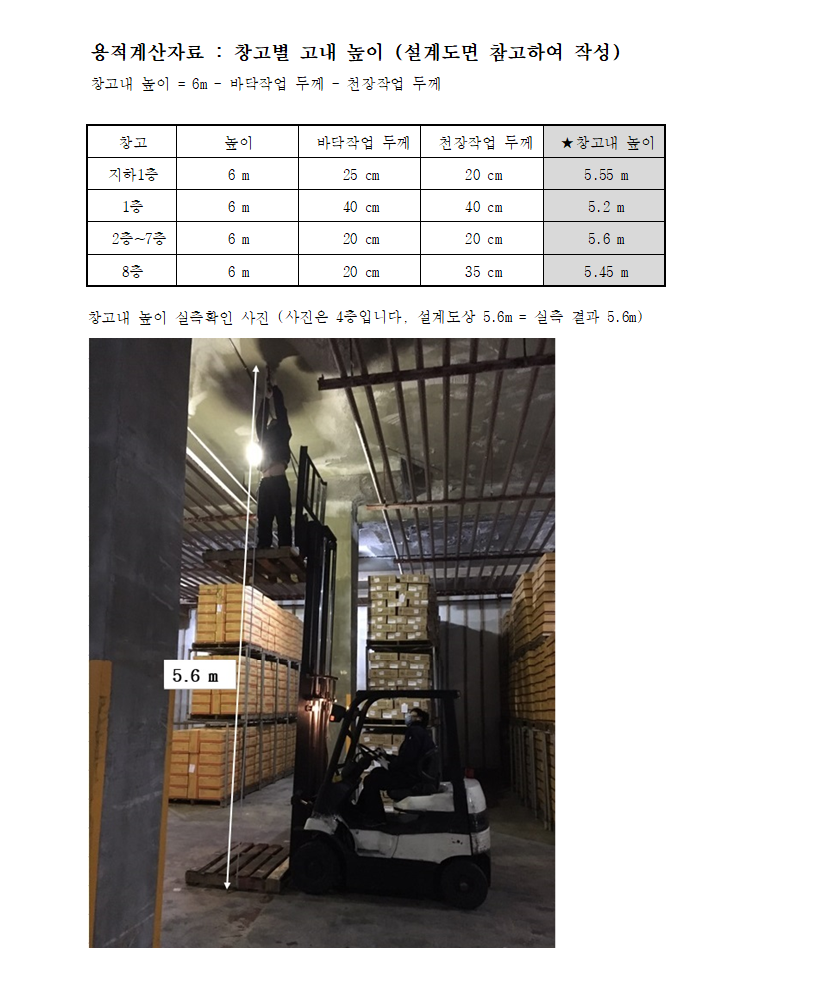 용적계산자료 : 창고별 고내 높이 (설계도면 참고하여 작성)
창고내 높이 = 6m - 바닥작업 두께 - 천장작업 두께
창고 높이 바닥작업 두께 천장작업 두께 ★창고내 높이
지하1층 6 m 25 cm 20 cm 5.55 m
1층 6 m 40 cm 40 cm 5.2 m
2층~7층 6 m 20 cm 20 cm 5.6 m
8층 6 m 20 cm 35 cm 5.45 m
창고내 높이 실측확인 사진 (사진은 4층입니다, 설계도상 5.6m = 실측 결과 5.6m)
5.6 m